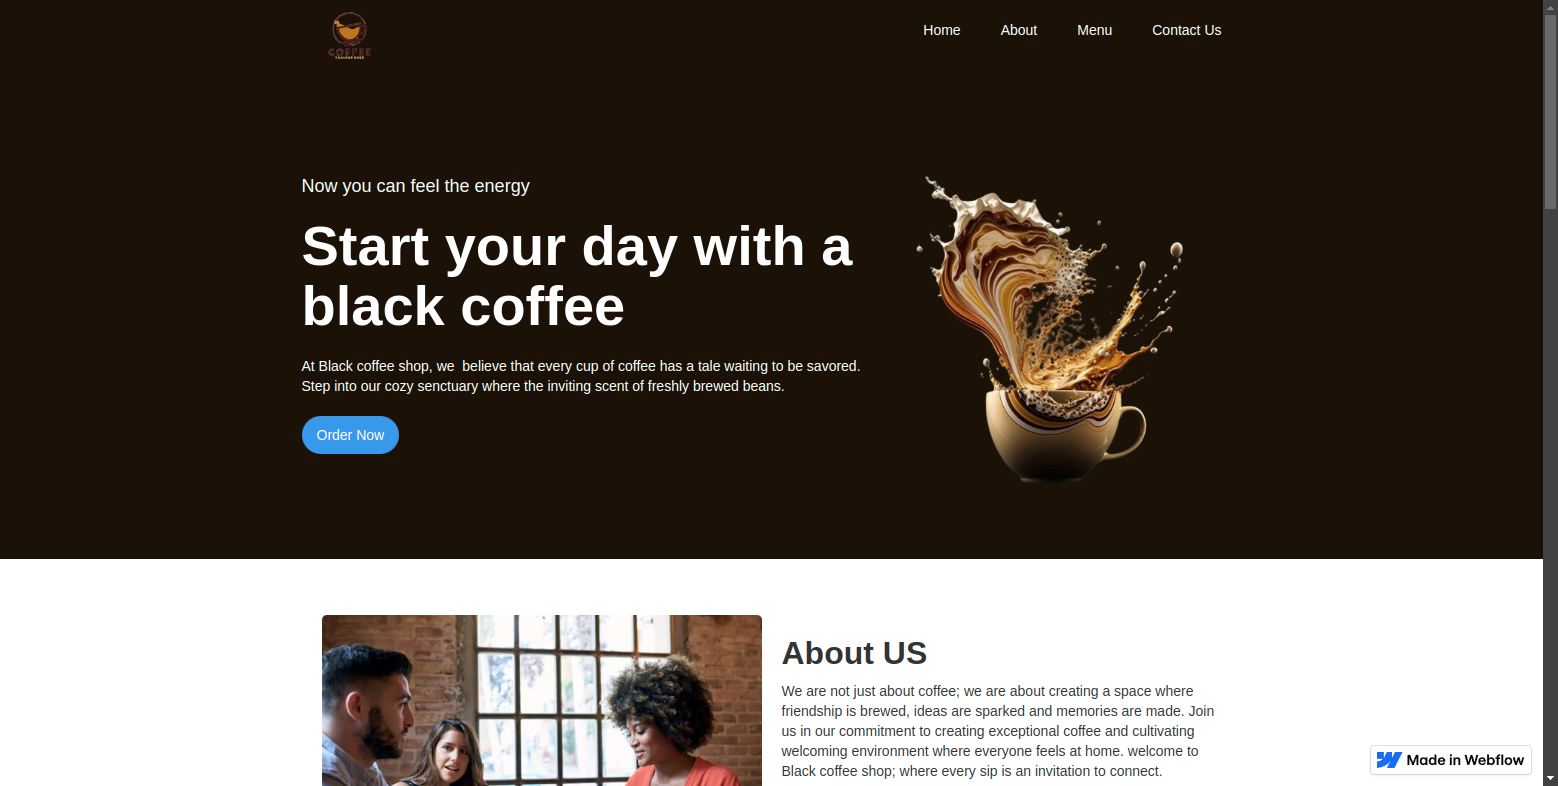 COFFEE
Home About Menu Contact Us
Now you can feel the energy
Start your day with a
black coffee
At Black coffee shop, we  believe that every cup of coffee has a tale waiting to be savored.
Step into our cozy senctuary where the inviting scent of freshly brewed beans.
Order Now
About US
We are not just about coffee; we are about creating a space where
friendship is brewed, ideas are sparked and memories are made. Join
us in our commitment to creating exceptional coffee and cultivating
welcoming environment where everyone feels at home. welcome to
Black coffee shop; where every sip is an invitation to connect.
Made in Webflow